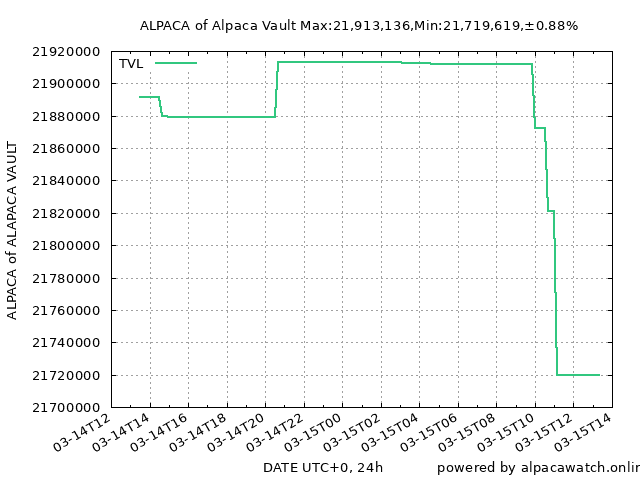 ALPACA of Alpaca Vault Max:21,913,136,Min:21,719,619,±0.88%
TVL
21920000
21900000
21880000
21860000
21840000
21820000
21800000
21780000
21760000
21740000
21720000
21700000
ALPACA of ALAPACA VAULT
03-14T12
03-14T14
03-14T16
03-14T18
03-14T20
03-14T22
03-15T00
03-15T02
03-15T04
03-15T06
03-15T08
03-15T10
03-15T12
03-15T14
DATE UTC+0, 24h
powered by alpacawatch.onlin